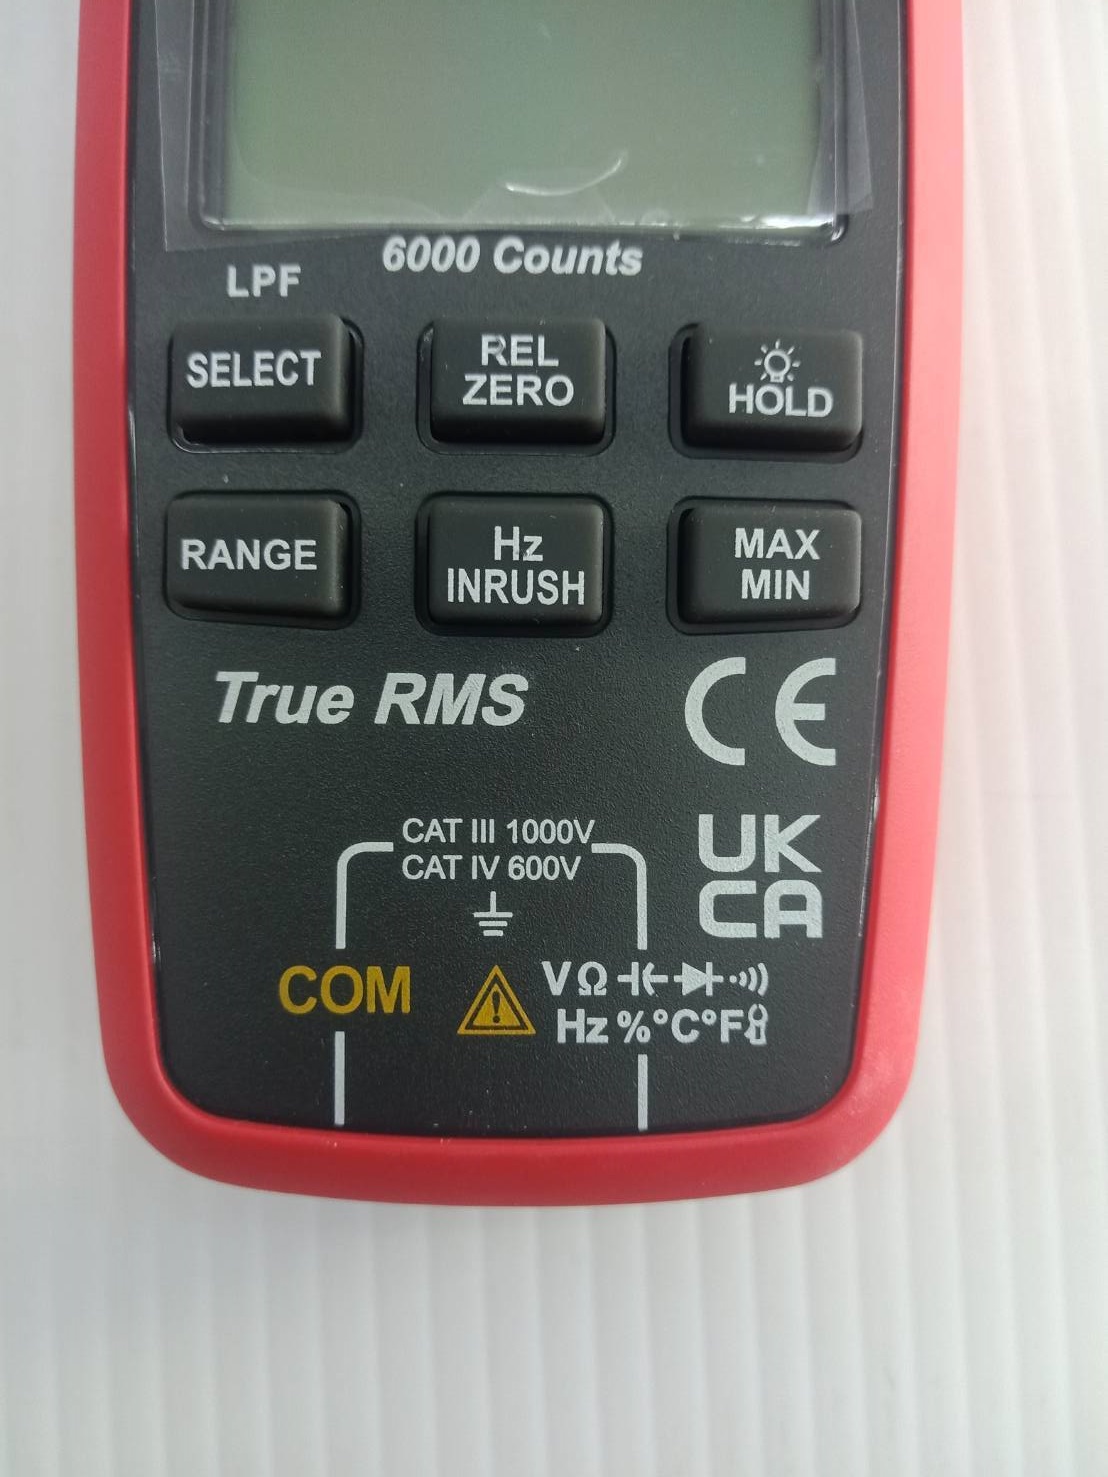 6000 Counts
LPF
SELECT
REL
ZERO
HOLD
RANGE
Hz
INRUSH
MAX
MIN
True RMS
CE
CAT III 1000V
CAT IV 600V
UK
CA
COM
V Ω
Hz % °C °F